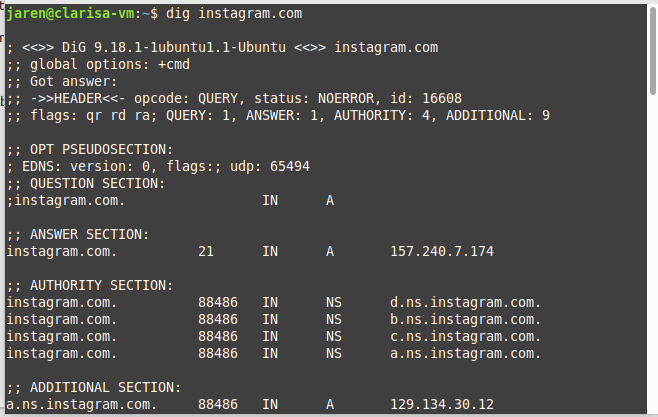 jaren@clarisa-vm:~$ dig instagram.com

; <<>> DiG 9.18.1-1ubuntu1.1-Ubuntu <<>> instagram.com
;; global options: +cmd
;; Got answer:
;; ->>HEADER<<- opcode: QUERY, status: NOERROR, id: 16608
;; flags: qr rd ra; QUERY: 1, ANSWER: 1, AUTHORITY: 4, ADDITIONAL: 9

;; OPT PSEUDOSECTION:
; EDNS: version: 0, flags:; udp: 65494
;; QUESTION SECTION:
;instagram.com. IN A

;; ANSWER SECTION:
instagram.com. 21 IN A 157.240.7.174

;; AUTHORITY SECTION:
instagram.com. 88486 IN NS d.ns.instagram.com.
instagram.com. 88486 IN NS b.ns.instagram.com.
instagram.com. 88486 IN NS c.ns.instagram.com.
instagram.com. 88486 IN NS a.ns.instagram.com.

;; ADDITIONAL SECTION:
a.ns.instagram.com. 88486 IN A 129.134.30.12